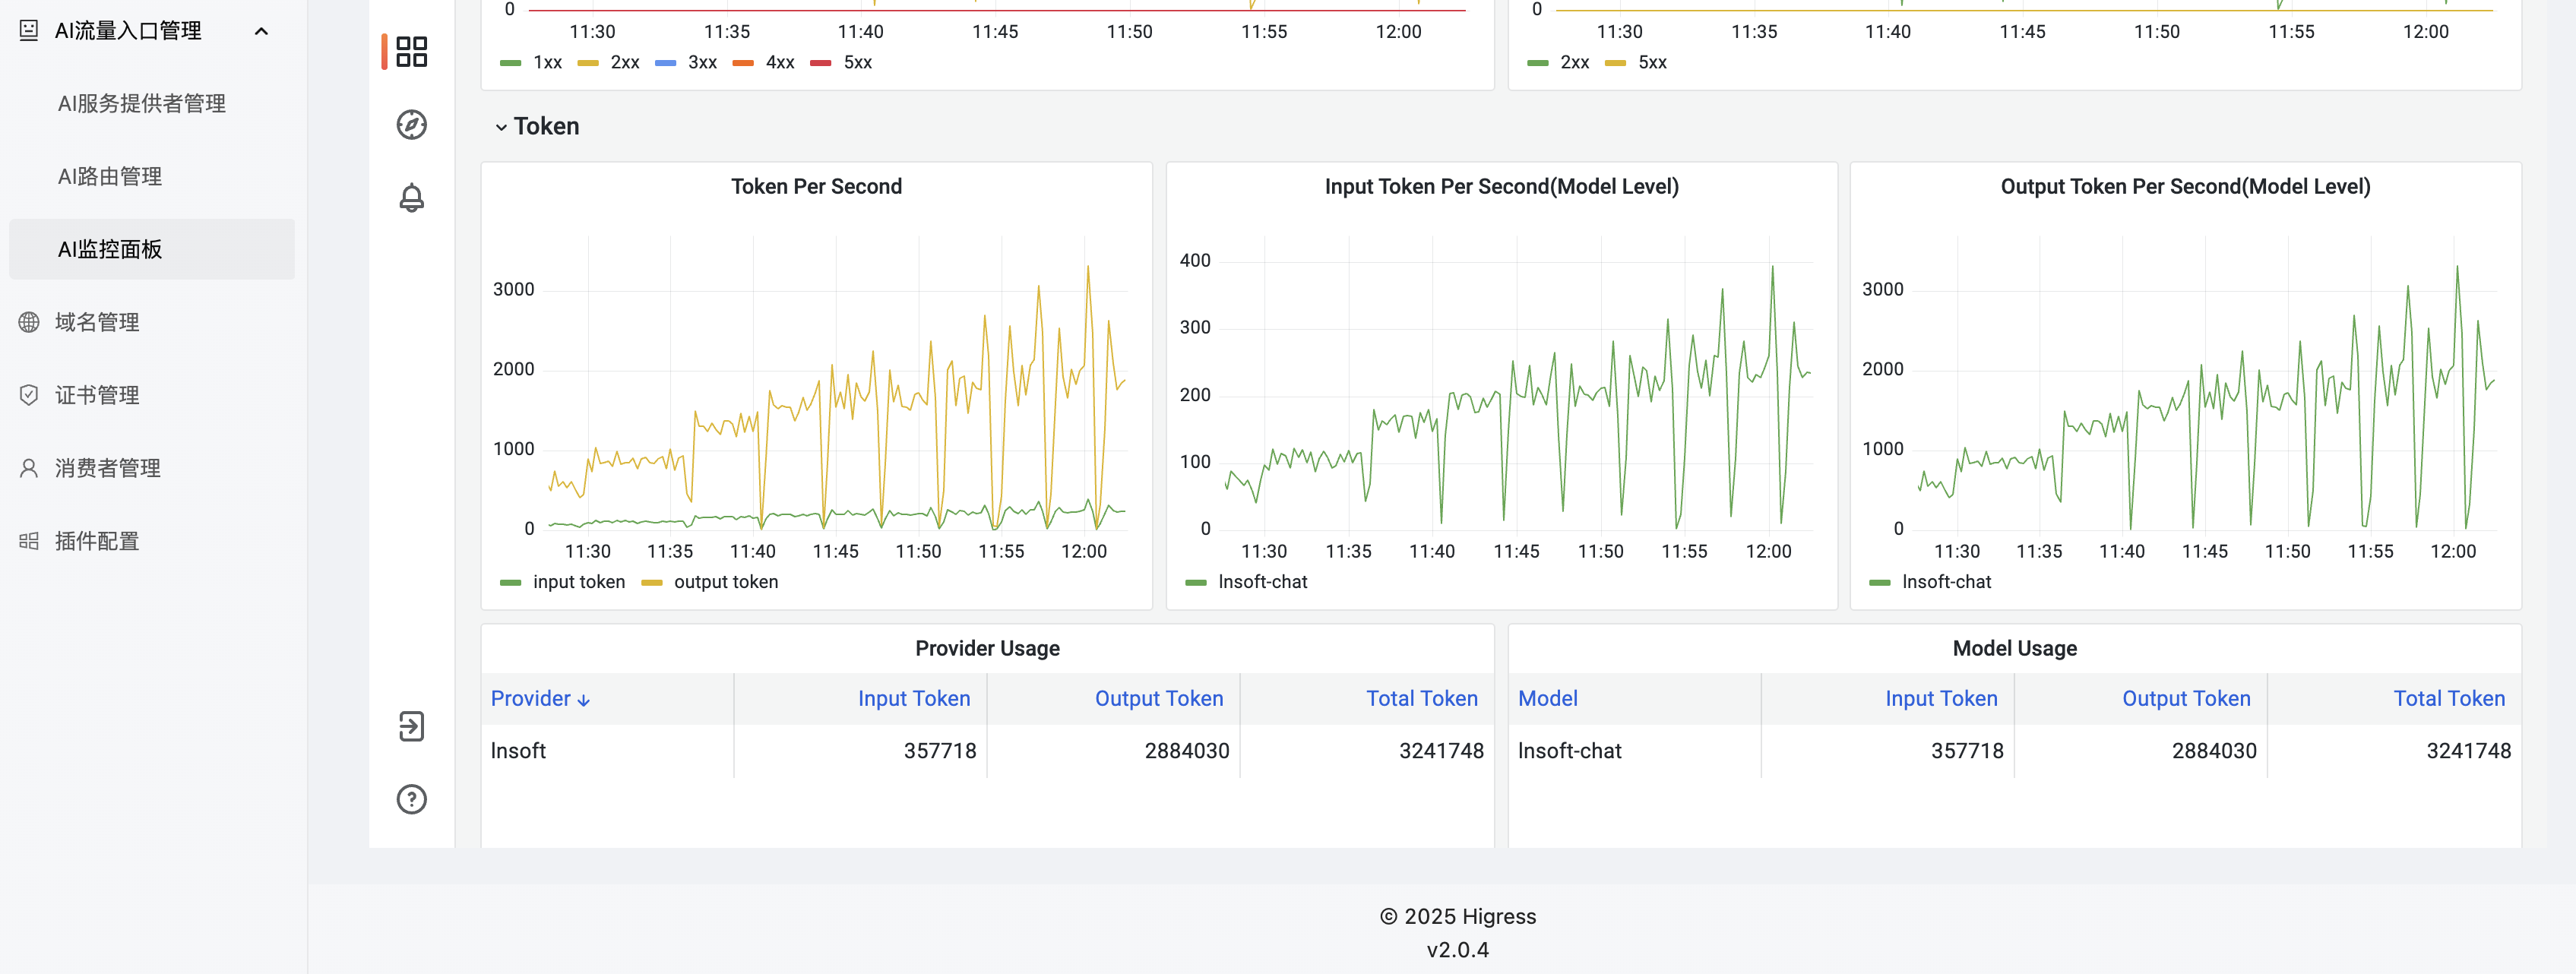 AI流量入口管理
AI服务提供者管理
AI路由管理
AI监控面板
域名管理
证书管理
消费者管理
插件配置
0
11:30 11:35 11:40 11:45 11:50 11:55 12:00
1xx 2xx 3xx 4xx 5xx
0
11:30 11:35 11:40 11:45 11:50 11:55 12:00
2xx 5xx
Token
Token Per Second
3000
2000
1000
0
11:30 11:35 11:40 11:45 11:50 11:55 12:00
input token output token
Input Token Per Second(Model Level)
400
300
200
100
0
11:30 11:35 11:40 11:45 11:50 11:55 12:00
lnsoft-chat
Output Token Per Second(Model Level)
3000
2000
1000
0
11:30 11:35 11:40 11:45 11:50 11:55 12:00
lnsoft-chat
Provider Usage
Provider Input Token Output Token Total Token
lnsoft 357718 2884030 3241748
Model Usage
Model Input Token Output Token Total Token
lnsoft-chat 357718 2884030 3241748
© 2025 Higress
v2.0.4